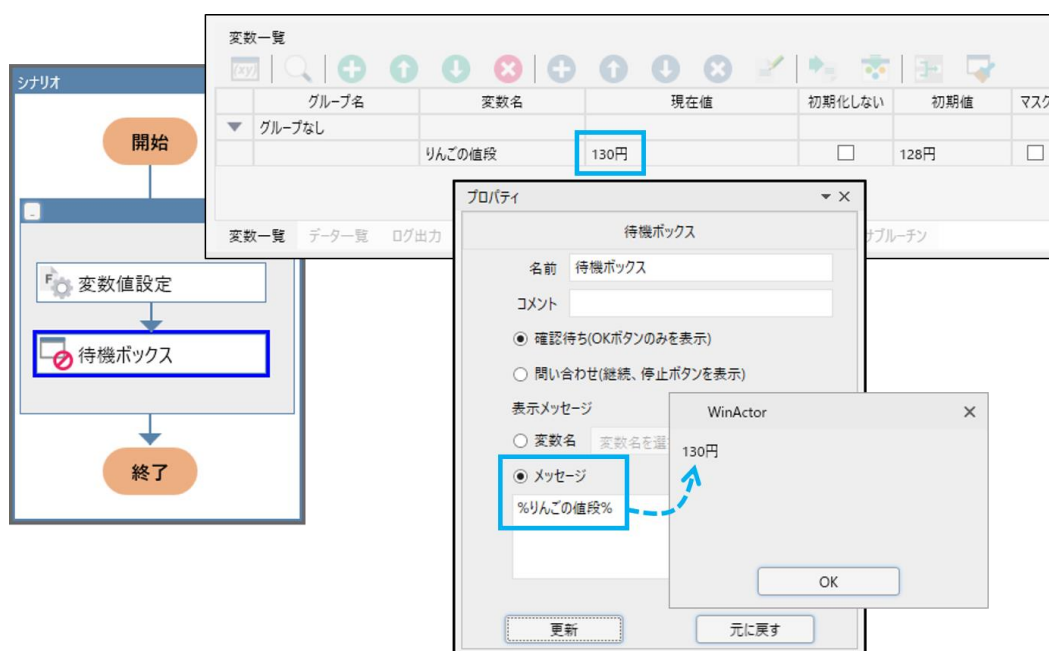 シナリオ
開始
変数値設定
待機ボックス
終了
変数一覧
グループ名 変数名 現在値 初期化しない 初期値 マスク
グループなし
りんごの値段 130円 128円
変数一覧 データ一覧 ログ出力 サブルーチン
プロパティ
待機ボックス
名前 待機ボックス
コメント
確認待ち(OKボタンのみを表示)
問い合わせ(継続、停止ボタンを表示)
表示メッセージ
変数名 変数名を選
メッセージ
%りんごの値段%
更新 元に戻す
WinActor
130円
OK